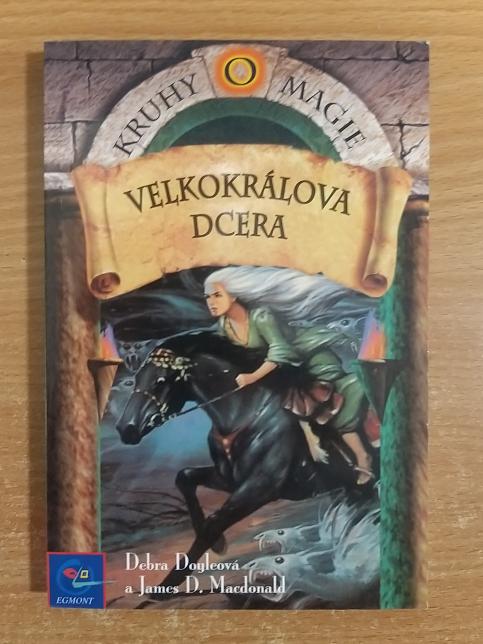 KRUHY MAGIE
VELKOKRÁLOVA
DCERA
Debra Doyleová
a James D. Macdonald
EGMONT